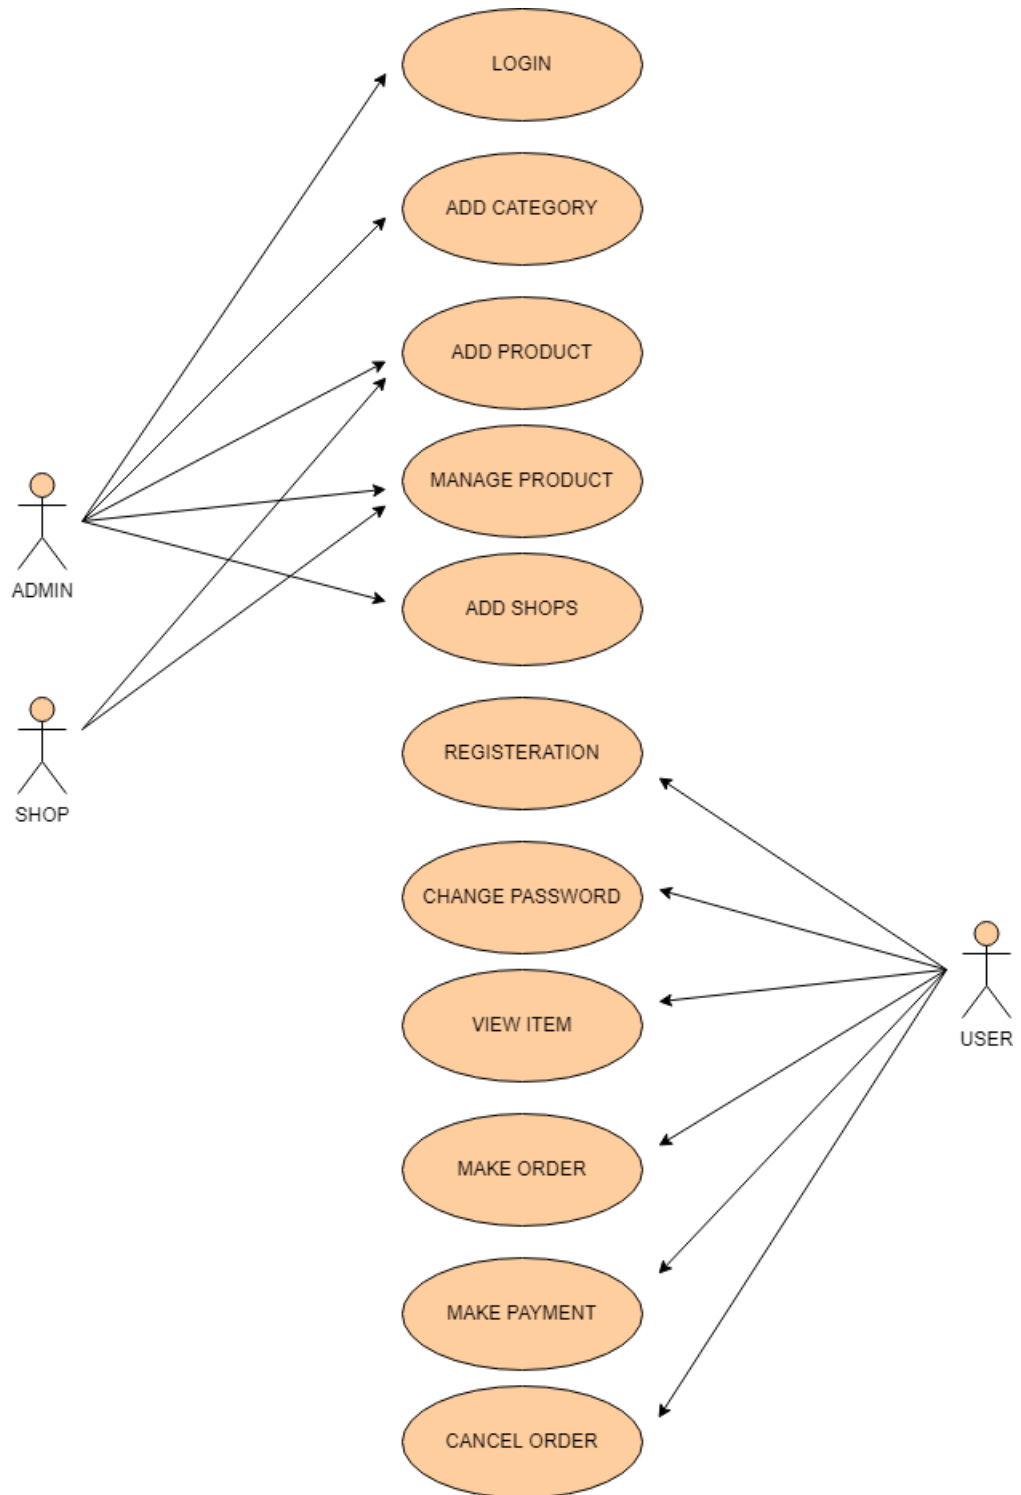 LOGIN
ADD CATEGORY
ADD PRODUCT
MANAGE PRODUCT
ADMIN
ADD SHOPS
REGISTERATION
SHOP
CHANGE PASSWORD
VIEW ITEM
USER
MAKE ORDER
MAKE PAYMENT
CANCEL ORDER